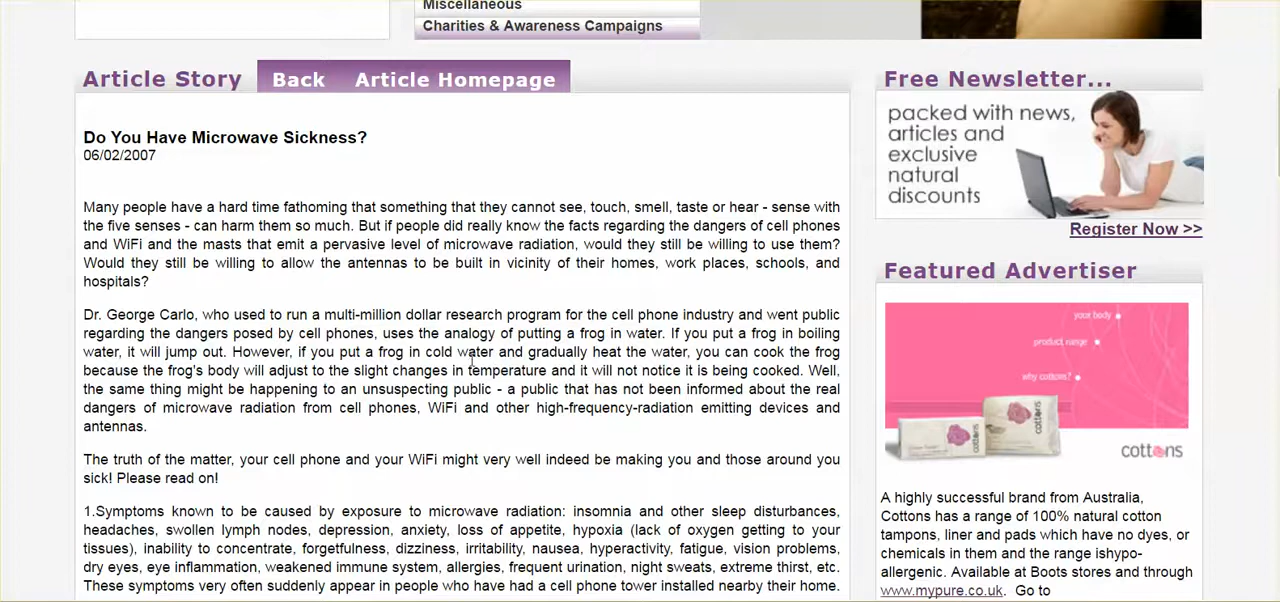 Miscellaneous
Charities & Awareness Campaigns
Article Story
Back
Article Homepage
Do You Have Microwave Sickness?
06/02/2007
Many people have a hard time fathoming that something that they cannot see, touch, smell, taste or hear - sense with
the five senses - can harm them so much. But if people did really know the facts regarding the dangers of cell phones
and WiFi and the masts that emit a pervasive level of microwave radiation, would they still be willing to use them?
Would they still be willing to allow the antennas to be built in vicinity of their homes, work places, schools, and
hospitals?
Dr. George Carlo, who used to run a multi-million dollar research program for the cell phone industry and went public
regarding the dangers posed by cell phones, uses the analogy of putting a frog in water. If you put a frog in boiling
water, it will jump out. However, if you put a frog in cold water and gradually heat the water, you can cook the frog
because the frog's body will adjust to the slight changes in temperature and it will not notice it is being cooked. Well,
the same thing might be happening to an unsuspecting public - a public that has not been informed about the real
dangers of microwave radiation from cell phones, WiFi and other high-frequency-radiation emitting devices and
antennas.
The truth of the matter, your cell phone and your WiFi might very well indeed be making you and those around you
sick! Please read on!
1.Symptoms known to be caused by exposure to microwave radiation: insomnia and other sleep disturbances,
headaches, swollen lymph nodes, depression, anxiety, loss of appetite, hypoxia (lack of oxygen getting to your
tissues), inability to concentrate, forgetfulness, dizziness, irritability, nausea, hyperactivity, fatigue, vision problems,
dry eyes, eye inflammation, weakened immune system, allergies, frequent urination, night sweats, extreme thirst, etc.
These symptoms very often suddenly appear in people who have had a cell phone tower installed nearby their home.
Free Newsletter...
packed with news,
articles and
exclusive
natural
discounts
Register Now >>
Featured Advertiser
your body
product range
why cottons?
cottons
cottons
cottons
A highly successful brand from Australia,
Cottons has a range of 100% natural cotton
tampons, liner and pads which have no dyes, or
chemicals in them and the range ishypo-
allergenic. Available at Boots stores and through
www.mypure.co.uk. Go to